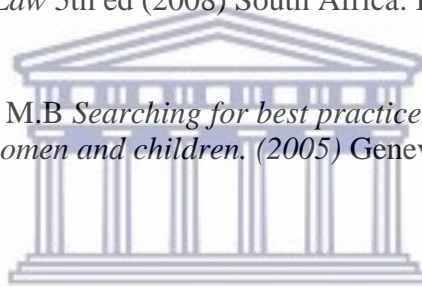 Law 5th ed (2008) South Africa.
M.B Searching for best practice
omen and children. (2005) Genev